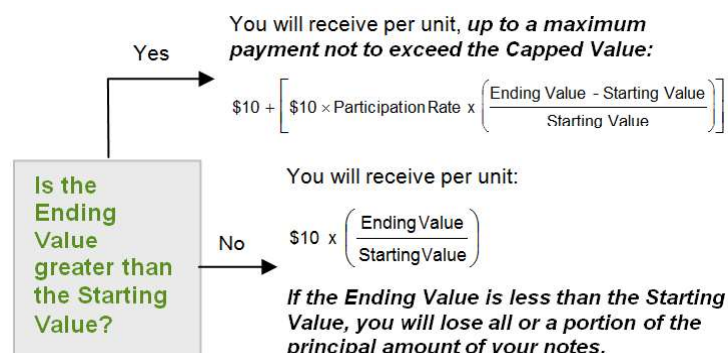 You will receive per unit, up to a maximum
payment not to exceed the Capped Value:
Yes
$10 + [ $10 × Participation Rate x ( Ending Value - Starting Value / Starting Value ) ]
Is the
Ending
Value
greater than
the Starting
Value?
You will receive per unit:
No
$10 x ( Ending Value / Starting Value )
If the Ending Value is less than the Starting
Value, you will lose all or a portion of the
principal amount of your notes.